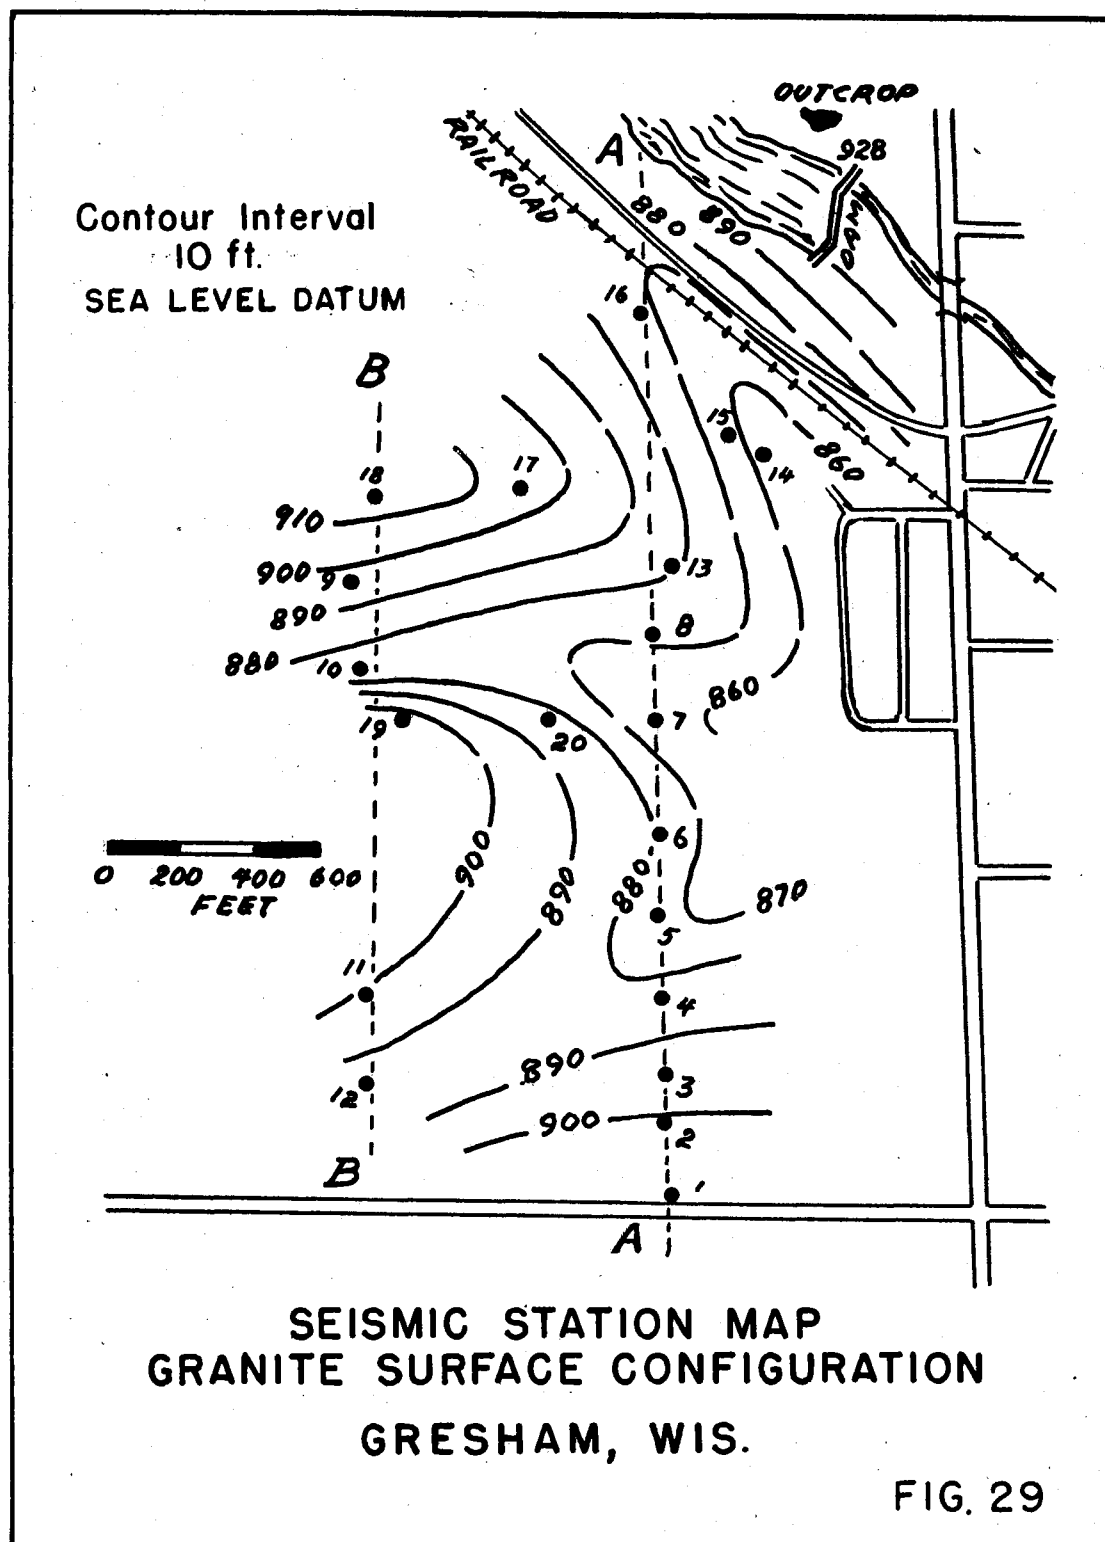 OUTCROP
928
A
RAILROAD
DAM
880
890
Contour Interval
10 ft.
SEA LEVEL DATUM
16
B
15
14
860
18
17
910
900
9
13
890
8
880
10
860
19
20
7
6
900
890
880
870
0 200 400 600
FEET
5
11
4
890
3
12
900
2
B
1
A
SEISMIC STATION MAP
GRANITE SURFACE CONFIGURATION
GRESHAM, WIS.
FIG. 29